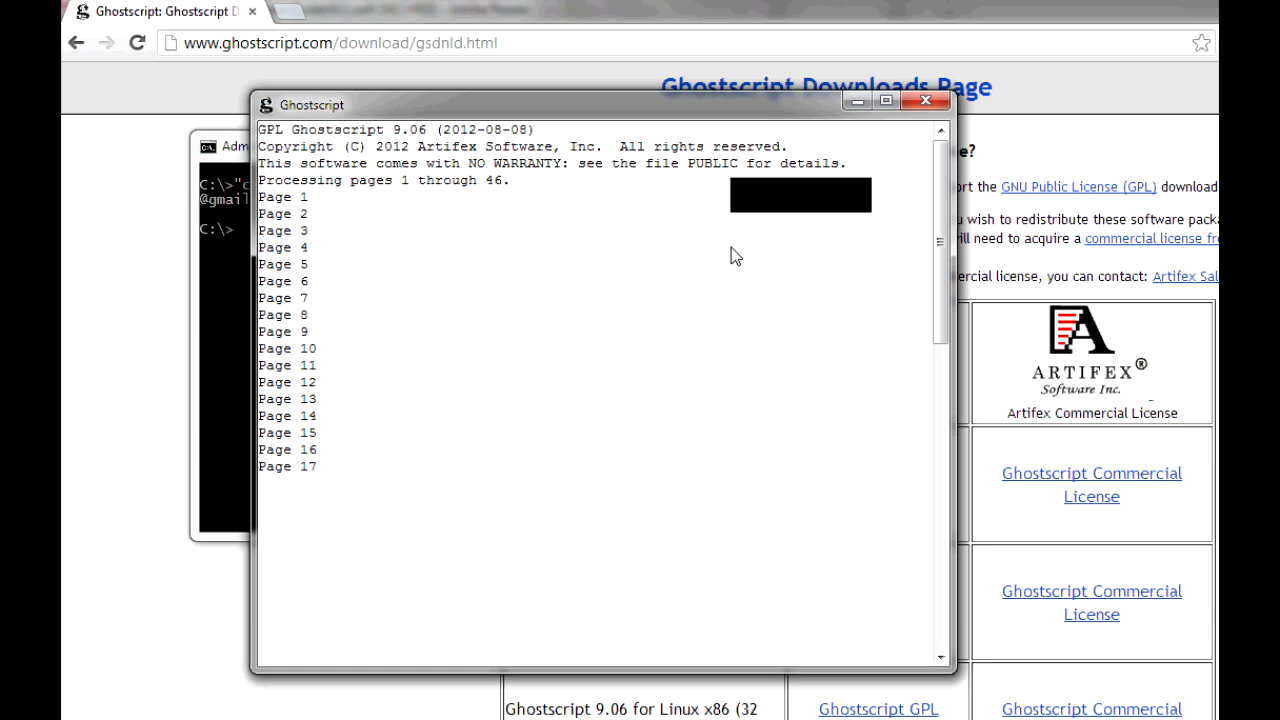 Ghostscript: Ghostscript D
www.ghostscript.com/download/gsdnld.html
Ghostscript Downloads Page
Ghostscript
GPL Ghostscript 9.06 (2012-08-08)
Copyright (C) 2012 Artifex Software, Inc.  All rights reserved.
This software comes with NO WARRANTY: see the file PUBLIC for details.
Processing pages 1 through 46.
Page 1
Page 2
Page 3
Page 4
Page 5
Page 6
Page 7
Page 8
Page 9
Page 10
Page 11
Page 12
Page 13
Page 14
Page 15
Page 16
Page 17
Adm
C:\>"c
@gmail
C:\>
e?
ort the GNU Public License (GPL) download
u wish to redistribute these software pack
will need to acquire a commercial license fr
ercial license, you can contact: Artifex Sal
A
ARTIFEX®
Software Inc.
Artifex Commercial License
Ghostscript Commercial
License
Ghostscript Commercial
License
Ghostscript 9.06 for Linux x86 (32
Ghostscript GPL
Ghostscript Commercial